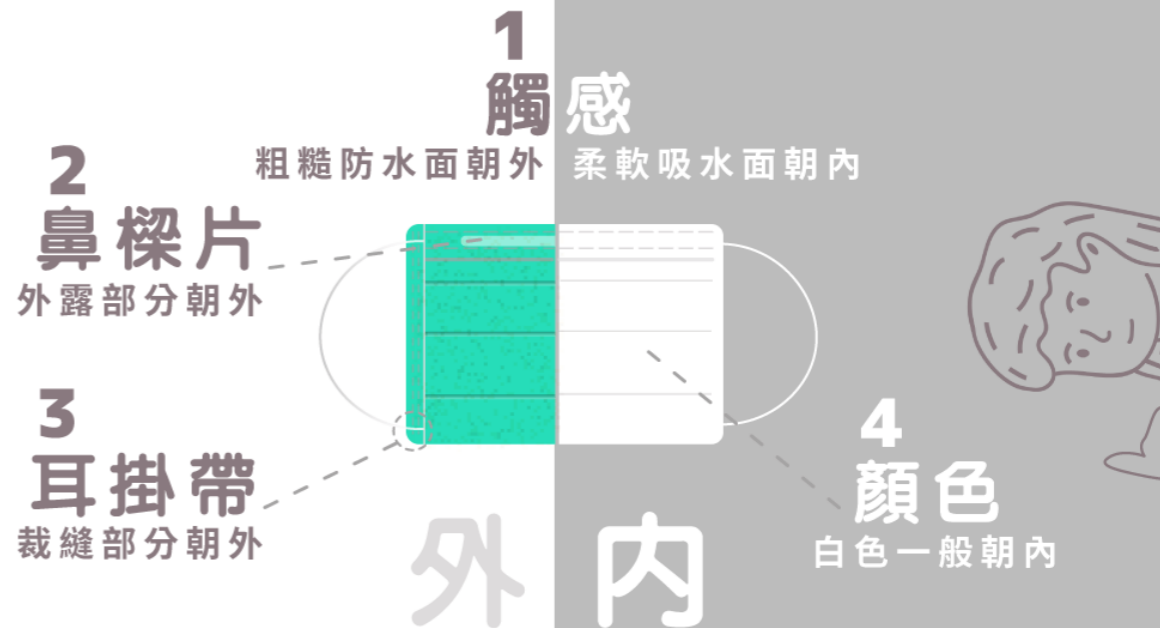 1
觸感
粗糙防水面朝外 柔軟吸水面朝內
2
鼻樑片
外露部分朝外
3
耳掛帶
裁縫部分朝外
4
顏色
白色一般朝內
外 內